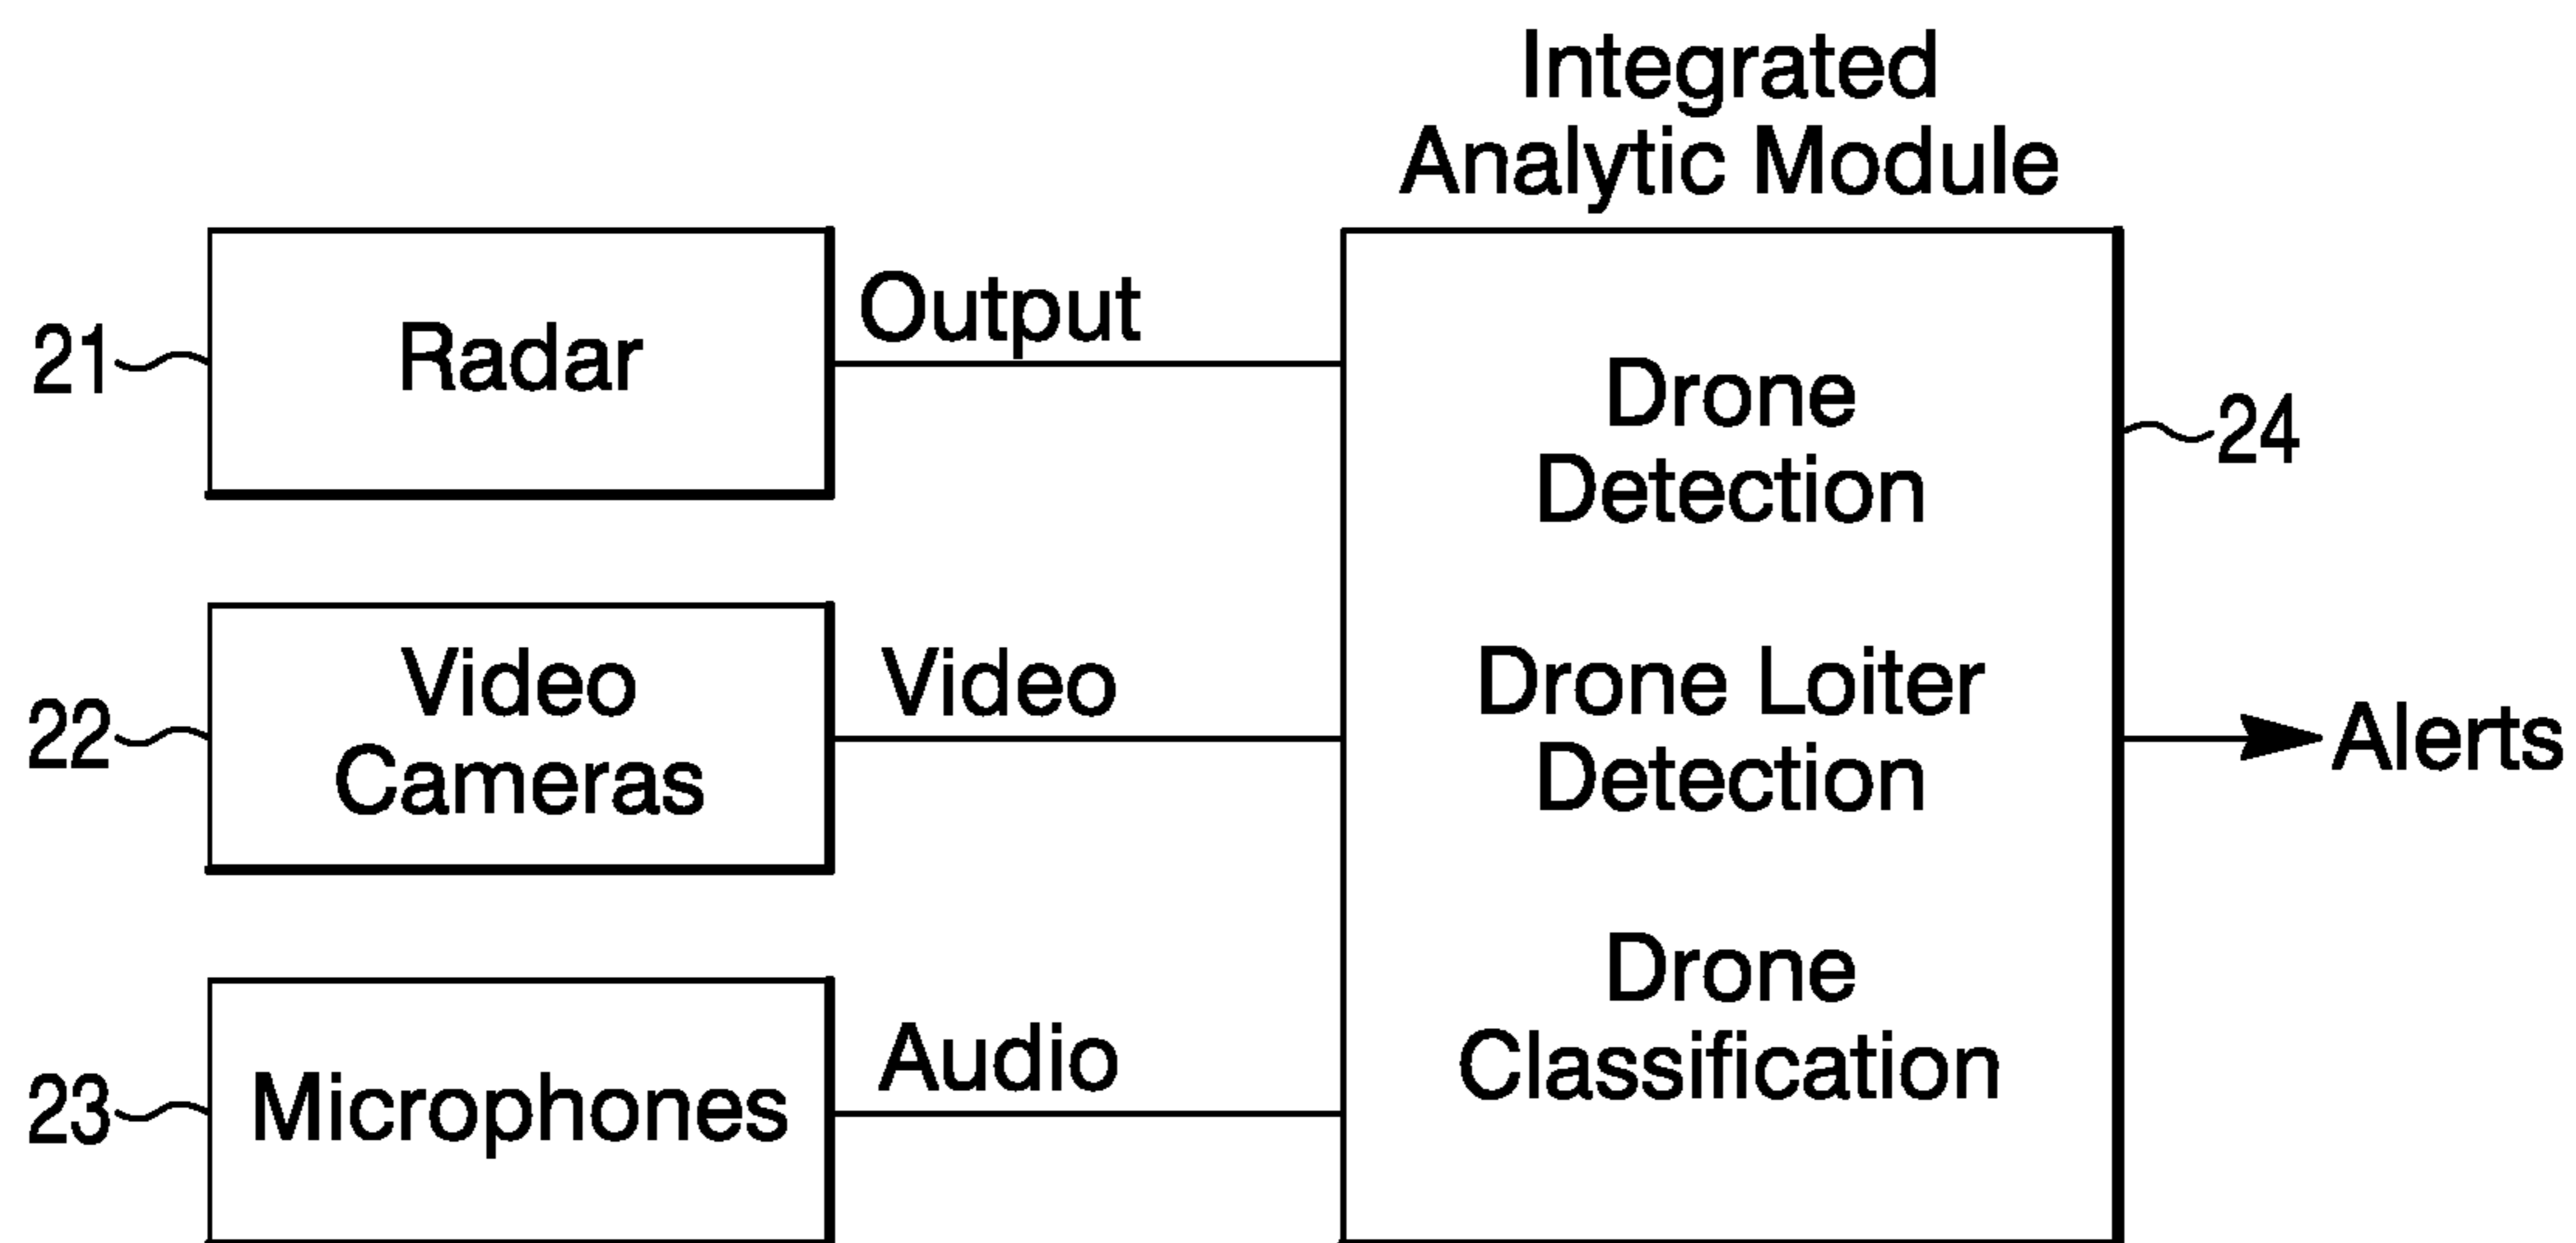 Integrated
Analytic Module
21
Radar
Output
Drone
Detection
24
22
Video
Cameras
Video
Drone Loiter
Detection
Alerts
23
Microphones
Audio
Drone
Classification